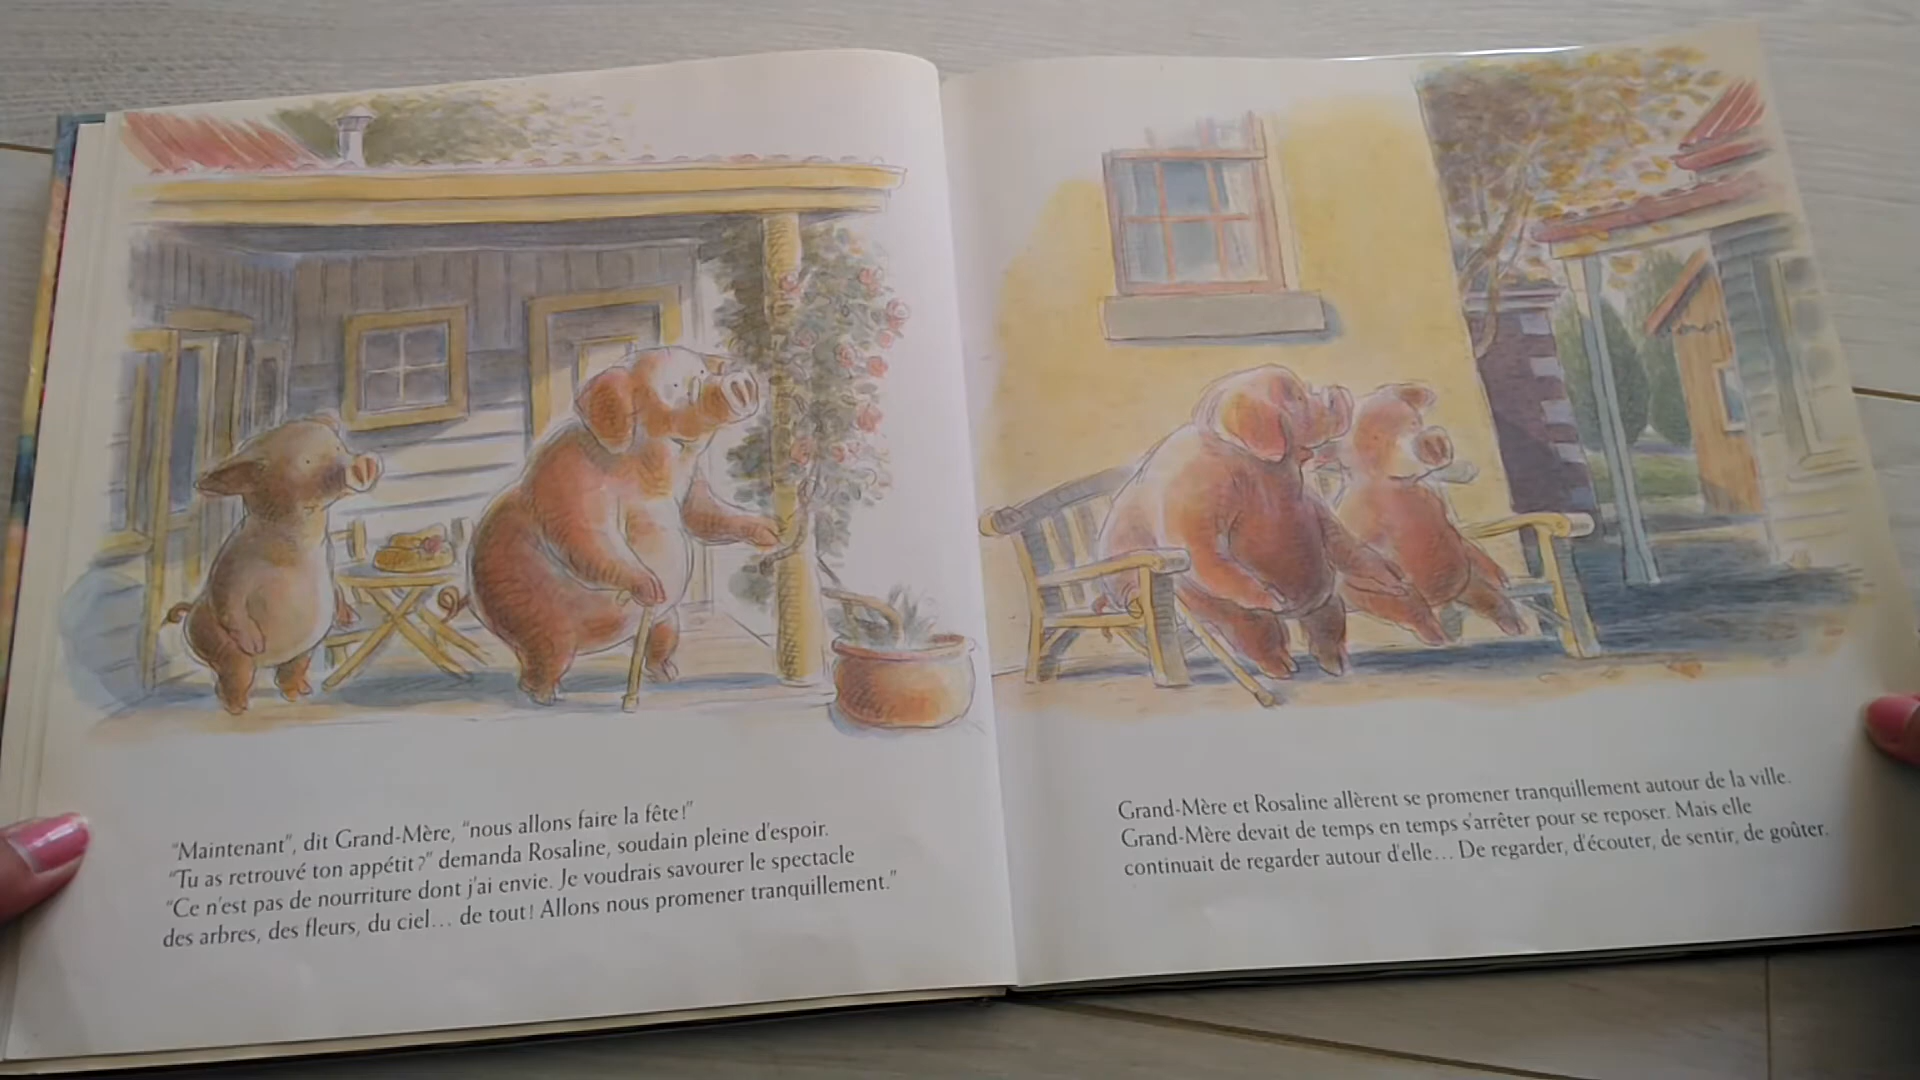 "Maintenant", dit Grand-Mère, "nous allons faire la fête!"
"Tu as retrouvé ton appétit?" demanda Rosaline, soudain pleine d'espoir.
"Ce n'est pas de nourriture dont j'ai envie. Je voudrais savourer le spectacle
des arbres, des fleurs, du ciel... de tout! Allons nous promener tranquillement."
Grand-Mère et Rosaline allèrent se promener tranquillement autour de la ville.
Grand-Mère devait de temps en temps s'arrêter pour se reposer. Mais elle
continuait de regarder autour d'elle... De regarder, d'écouter, de sentir, de goûter.